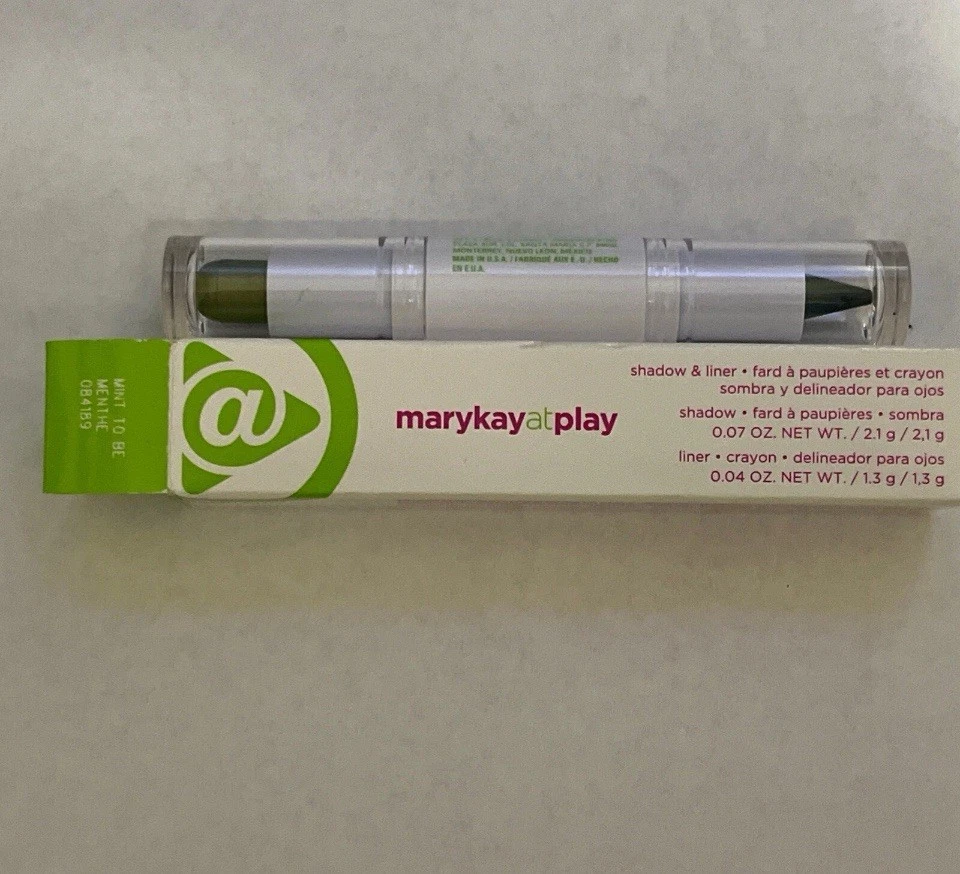 MONTERREY, NUEVO LEON, MEXICO
MADE IN U.S.A. / FABRIQUÉ AUX É.-U. / HECHO
EN E.U.A.
MINT TO BE
MENTHE
084189
@
marykayatplay
shadow & liner • fard à paupières et crayon
sombra y delineador para ojos
shadow • fard à paupières • sombra
0.07 OZ. NET WT. / 2.1 g / 2,1 g
liner • crayon • delineador para ojos
0.04 OZ. NET WT. / 1.3 g / 1,3 g